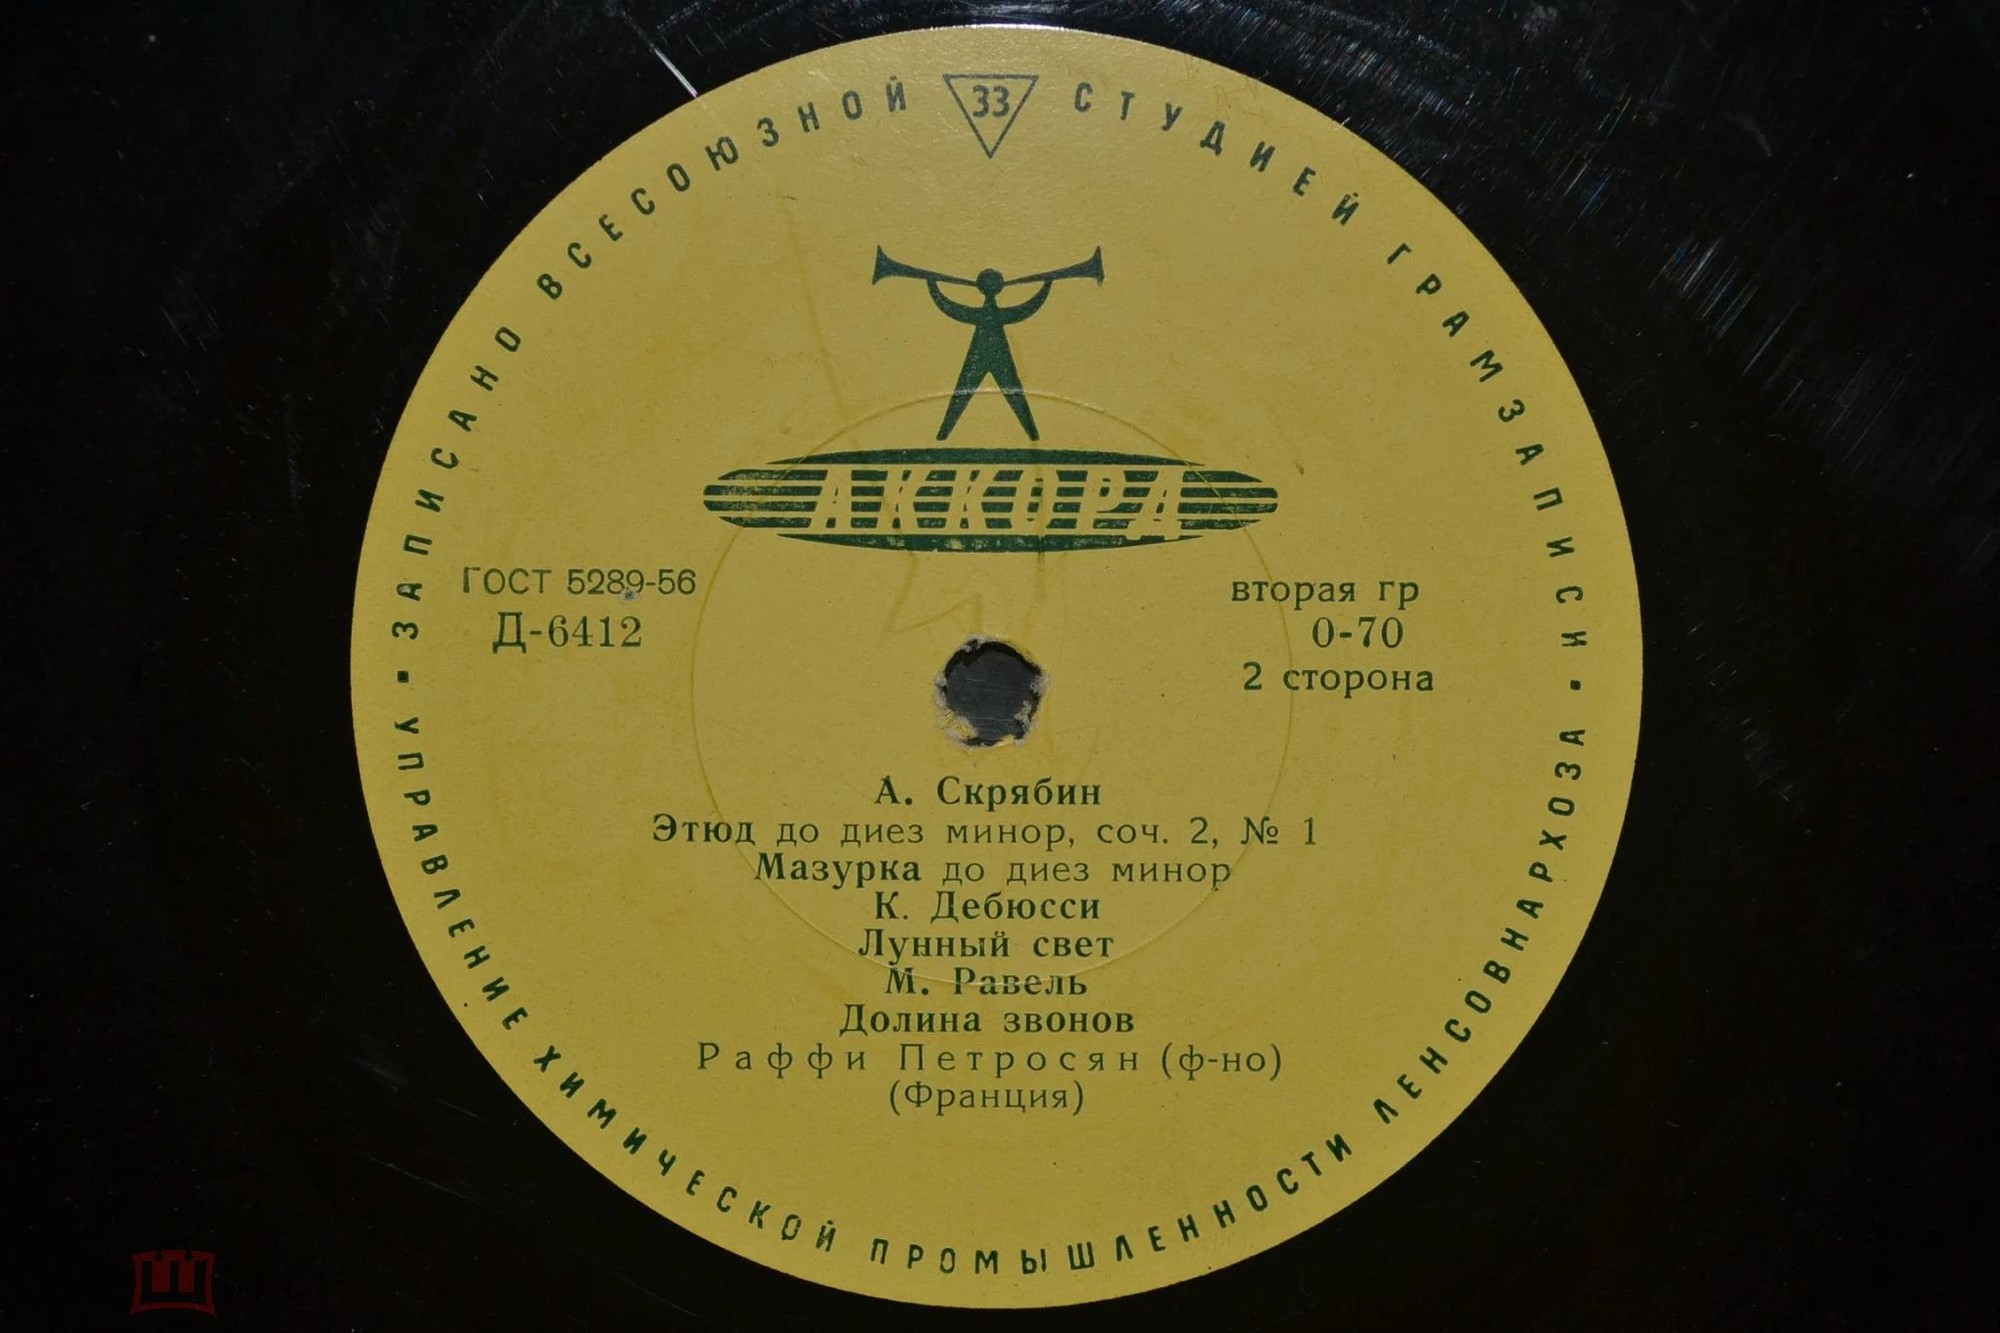 ЗАПИСАНО ВСЕСОЮЗНОЙ СТУДИЕЙ ГРАМЗАПИСИ
33
АККОРД
ГОСТ 5289-56
Д-6412
вторая гр
0-70
2 сторона
А. Скрябин
Этюд до диез минор, соч. 2, № 1
Мазурка до диез минор
К. Дебюсси
Лунный свет
М. Равель
Долина звонов
Раффи Петросян (ф-но)
(Франция)
УПРАВЛЕНИЕ ХИМИЧЕСКОЙ ПРОМЫШЛЕННОСТИ ЛЕНСОВНАРХОЗА